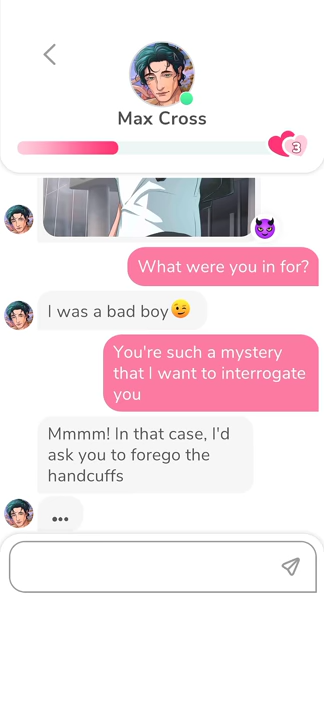 Max Cross
3
What were you in for?
I was a bad boy😉
You're such a mystery
that I want to interrogate
you
Mmmm! In that case, I'd
ask you to forego the
handcuffs
...